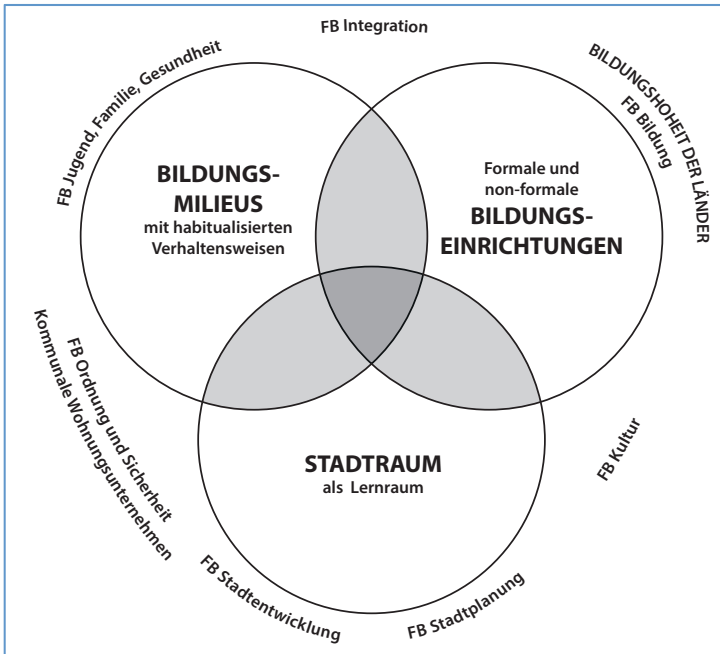 FB Integration
FB Jugend, Familie, Gesundheit
BILDUNGSHOHEIT DER LÄNDER
FB Bildung
BILDUNGS-
MILIEUS
mit habitualisierten
Verhaltensweisen
Formale und
non-formale
BILDUNGS-
EINRICHTUNGEN
STADTRAUM
als Lernraum
FB Ordnung und Sicherheit
Kommunale Wohnungsunternehmen
FB Kultur
FB Stadtentwicklung
FB Stadtplanung